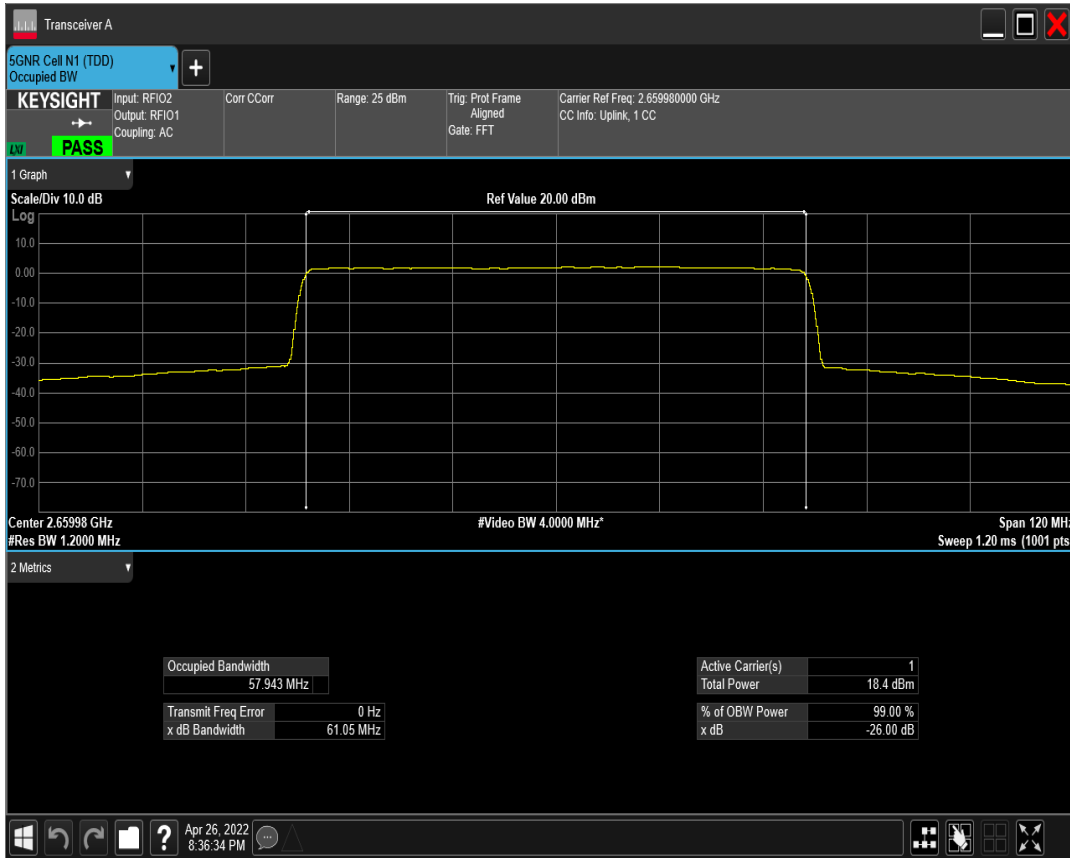 Transceiver A
5GNR Cell N1 (TDD)
Occupied BW
KEYSIGHT
LXI
PASS
Input: RFIO2
Output: RFIO1
Coupling: AC
Corr CCorr
Range: 25 dBm
Trig: Prot Frame
Aligned
Gate: FFT
Carrier Ref Freq: 2.659980000 GHz
CC Info: Uplink, 1 CC
1 Graph
Scale/Div 10.0 dB
Ref Value 20.00 dBm
Log
10.0
0.00
-10.0
-20.0
-30.0
-40.0
-50.0
-60.0
-70.0
Center 2.65998 GHz
#Video BW 4.0000 MHz*
Span 120 MHz
#Res BW 1.2000 MHz
Sweep 1.20 ms (1001 pts
2 Metrics
Occupied Bandwidth
57.943 MHz
Transmit Freq Error 0 Hz
x dB Bandwidth 61.05 MHz
Active Carrier(s) 1
Total Power 18.4 dBm
% of OBW Power 99.00 %
x dB -26.00 dB
Apr 26, 2022
8:36:34 PM